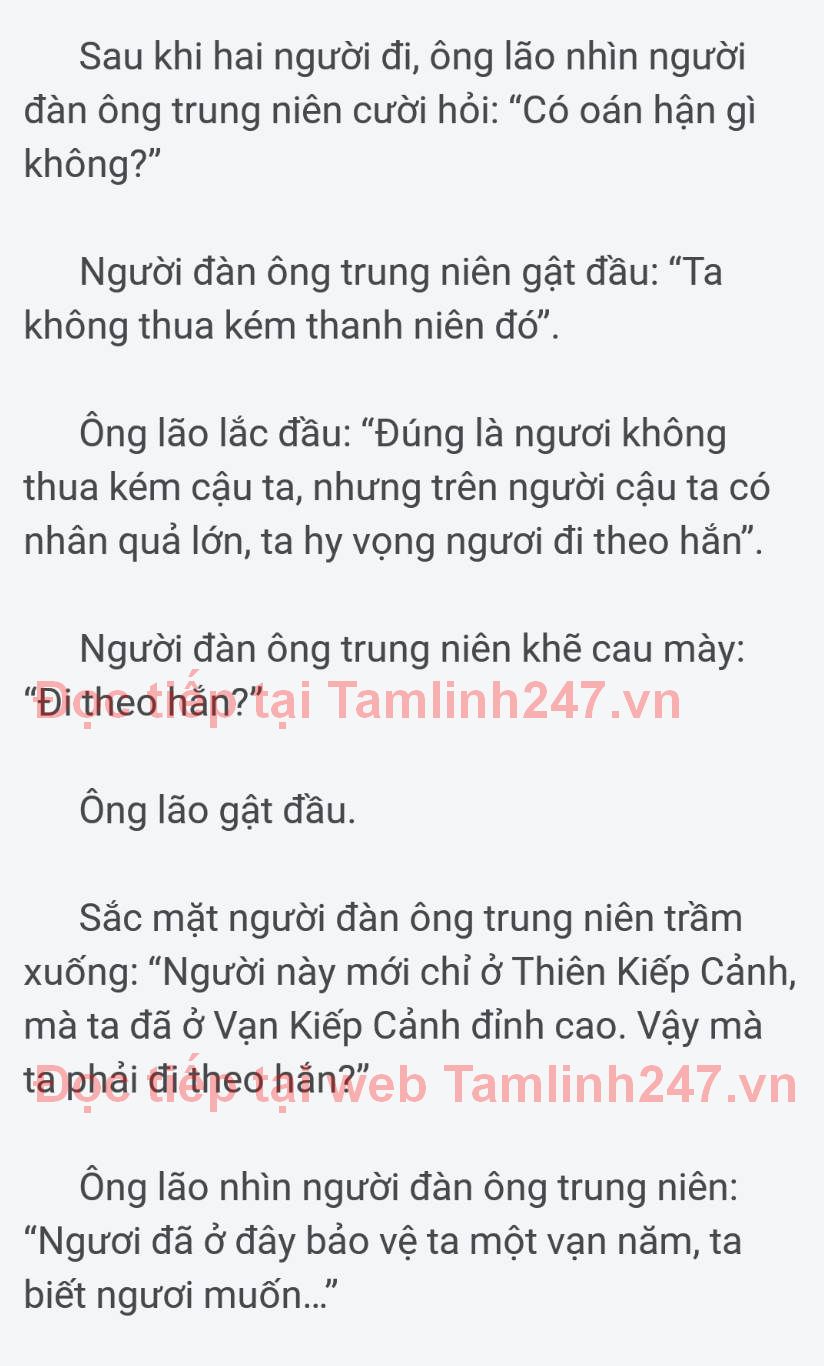 Sau khi hai người đi, ông lão nhìn người
đàn ông trung niên cười hỏi: “Có oán hận gì
không?”
Người đàn ông trung niên gật đầu: “Ta
không thua kém thanh niên đó”.
Ông lão lắc đầu: “Đúng là ngươi không
thua kém cậu ta, nhưng trên người cậu ta có
nhân quả lớn, ta hy vọng ngươi đi theo hắn”.
Người đàn ông trung niên khẽ cau mày:
“Đi theo hắn?”
Đọc tiếp tại Tamlinh247.vn
Ông lão gật đầu.
Sắc mặt người đàn ông trung niên trầm
xuống: “Người này mới chỉ ở Thiên Kiếp Cảnh,
mà ta đã ở Vạn Kiếp Cảnh đỉnh cao. Vậy mà
ta phải đi theo hắn?”
Đọc tiếp tại web Tamlinh247.vn
Ông lão nhìn người đàn ông trung niên:
“Ngươi đã ở đây bảo vệ ta một vạn năm, ta
biết ngươi muốn...”